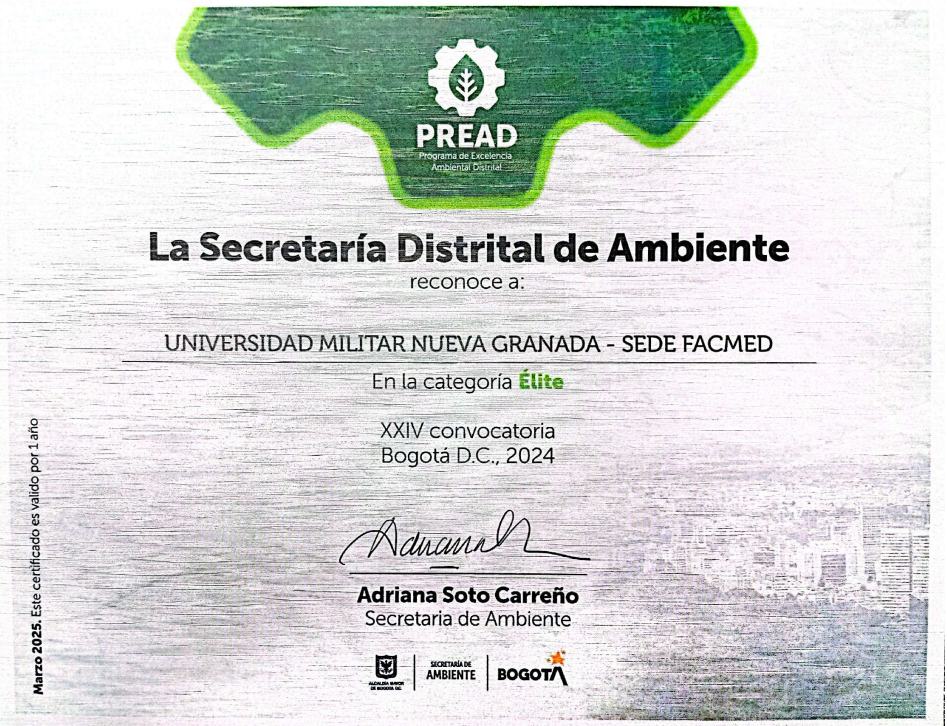 PREAD
Programa de Excelencia
Ambiental Distrital
La Secretaría Distrital de Ambiente
reconoce a:
UNIVERSIDAD MILITAR NUEVA GRANADA - SEDE FACMED
En la categoría Élite
XXIV convocatoria
Bogotá D.C., 2024
Adriana Soto Carreño
Secretaria de Ambiente
ALCALDÍA MAYOR
DE BOGOTÁ D.C.
SECRETARÍA DE
AMBIENTE
BOGOTÁ
Marzo 2025. Este certificado es valido por 1 año